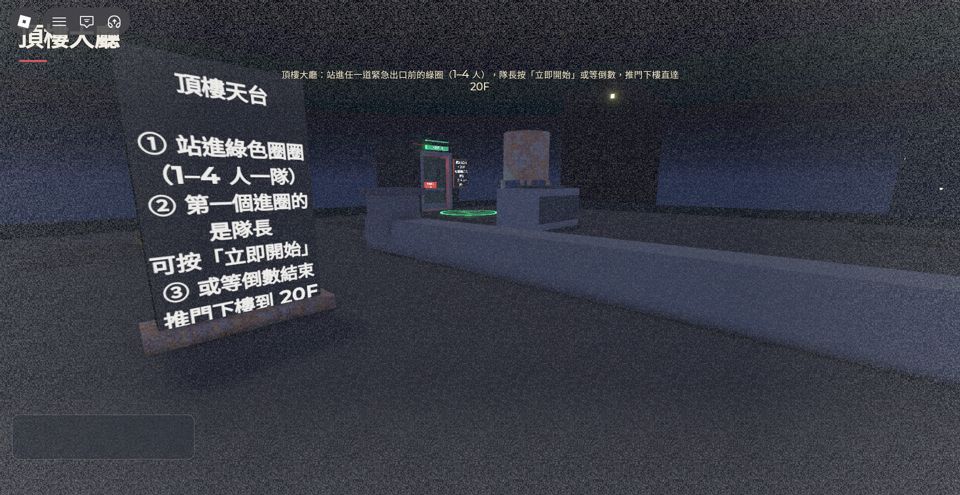 頂樓大廳
頂樓大廳：站進任一道緊急出口前的綠圈（1–4 人），隊長按「立即開始」或等倒數，推門下樓直達
20F
頂樓天台
① 站進綠色圈圈
（1–4 人一隊）
② 第一個進圈的
是隊長
可按「立即開始」
③ 或等倒數結束
推門下樓到 20F